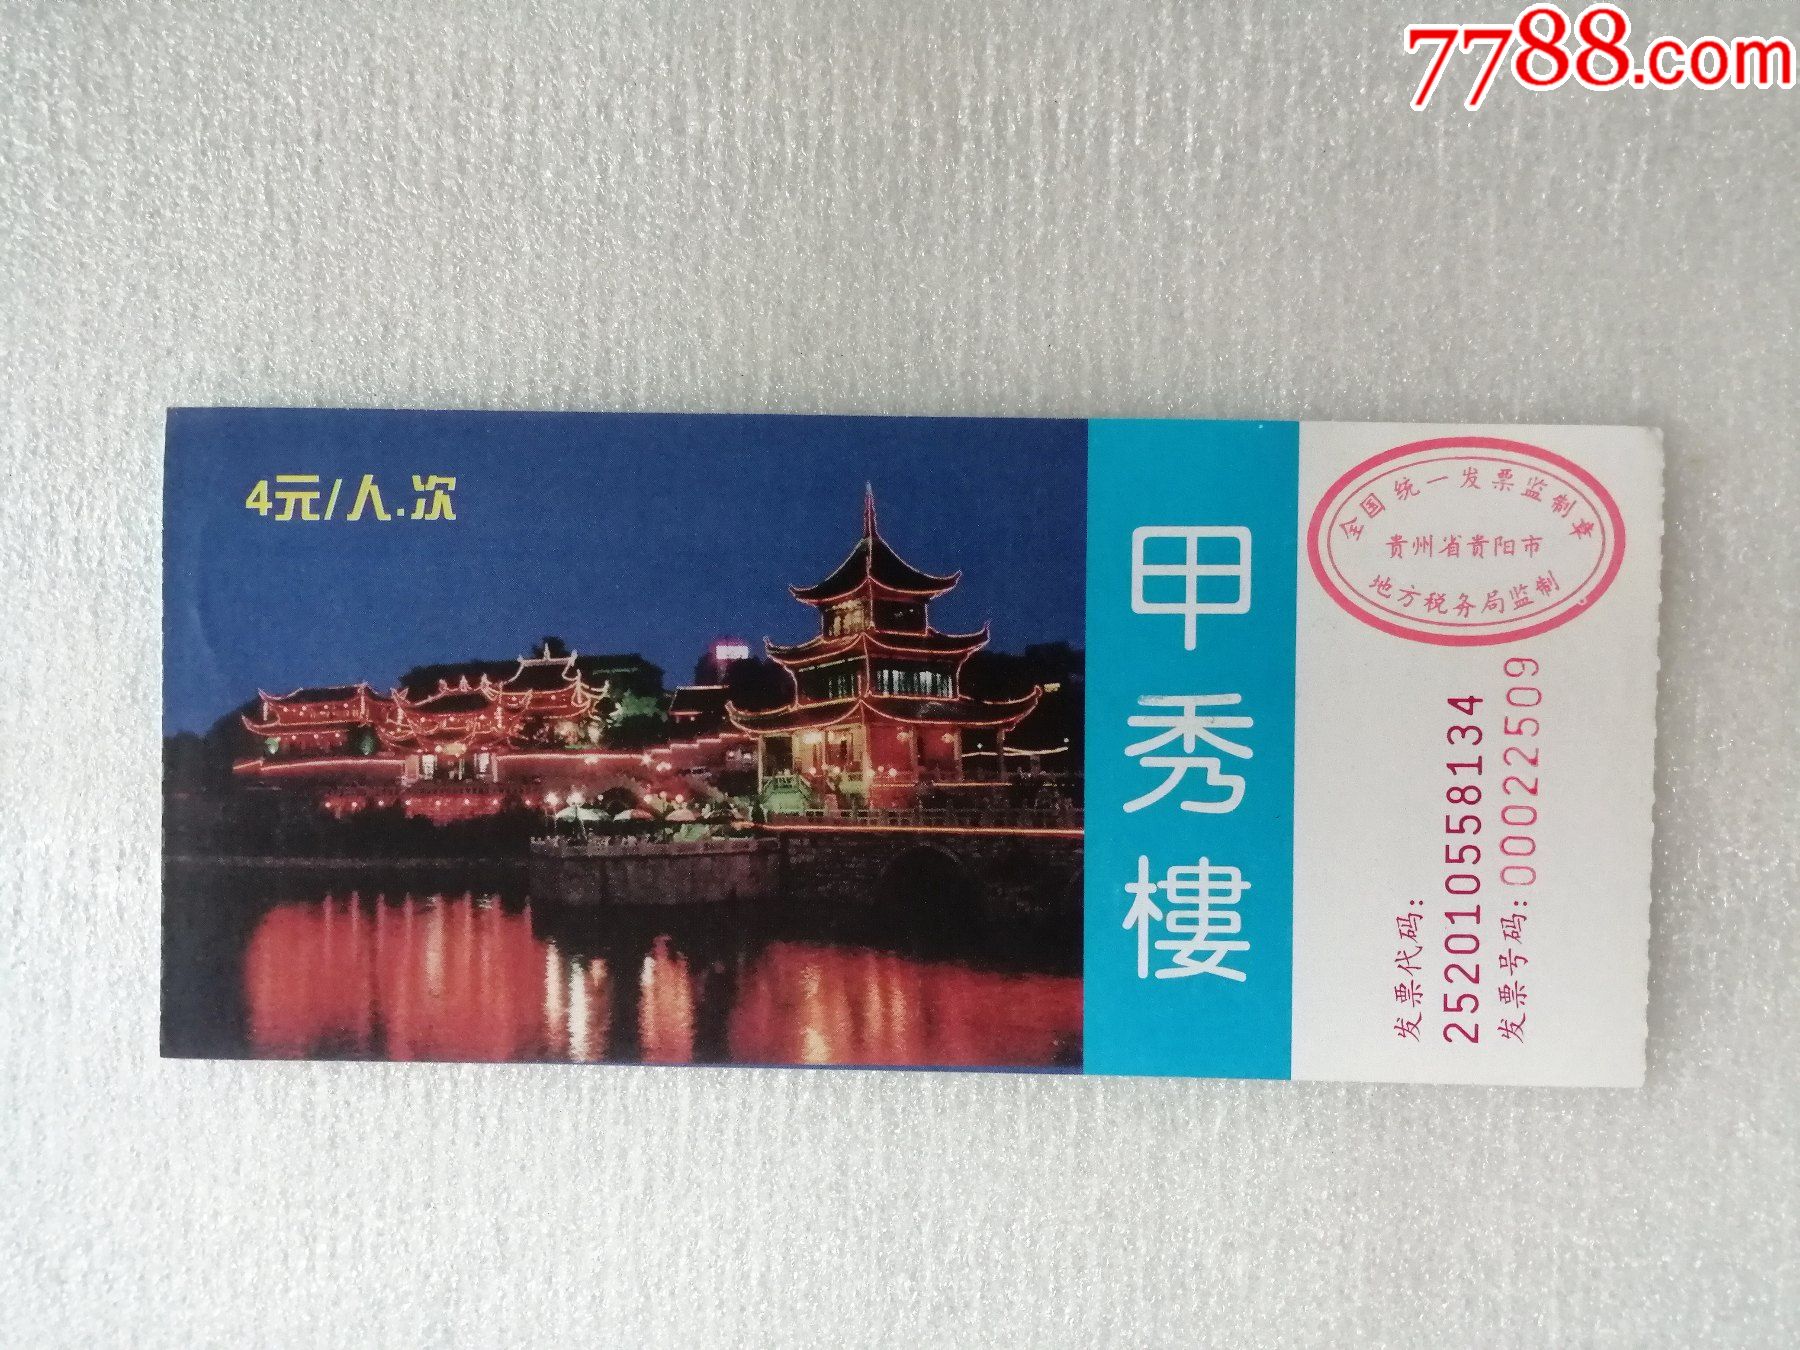 7788.com
4元/人.次
甲秀樓
全国统一发票监制章
贵州省贵阳市
地方税务局监制
发票代码:
252010558134
发票号码:00022509